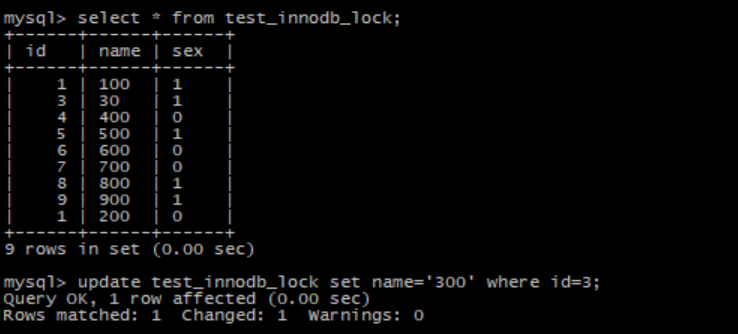 mysql> select * from test_innodb_lock;
+------+------+------+
| id   | name | sex  |
+------+------+------+
|    1 | 100  | 1    |
|    3 | 30   | 1    |
|    4 | 400  | 0    |
|    5 | 500  | 1    |
|    6 | 600  | 0    |
|    7 | 700  | 0    |
|    8 | 800  | 1    |
|    9 | 900  | 1    |
|    1 | 200  | 0    |
+------+------+------+
9 rows in set (0.00 sec)
mysql> update test_innodb_lock set name='300' where id=3;
Query OK, 1 row affected (0.00 sec)
Rows matched: 1  Changed: 1  Warnings: 0